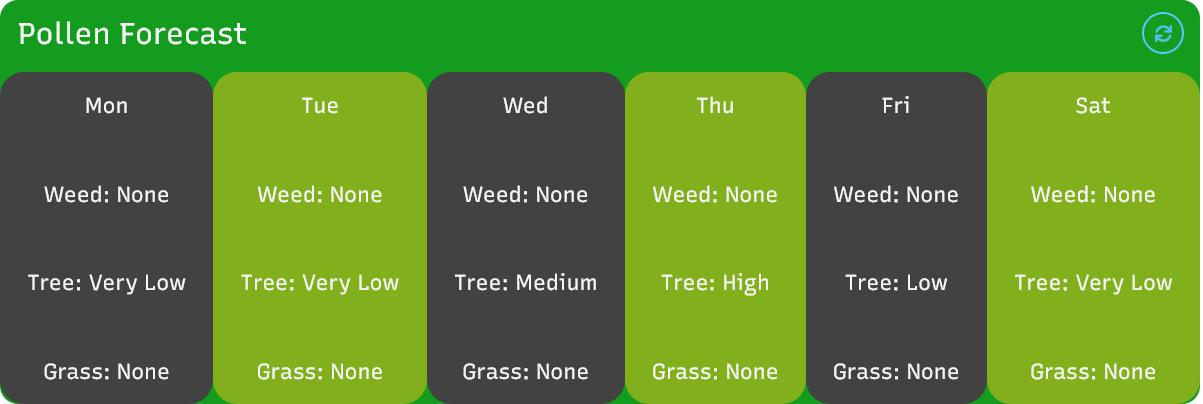 Pollen Forecast
Mon
Weed: None
Tree: Very Low
Grass: None
Tue
Weed: None
Tree: Very Low
Grass: None
Wed
Weed: None
Tree: Medium
Grass: None
Thu
Weed: None
Tree: High
Grass: None
Fri
Weed: None
Tree: Low
Grass: None
Sat
Weed: None
Tree: Very Low
Grass: None